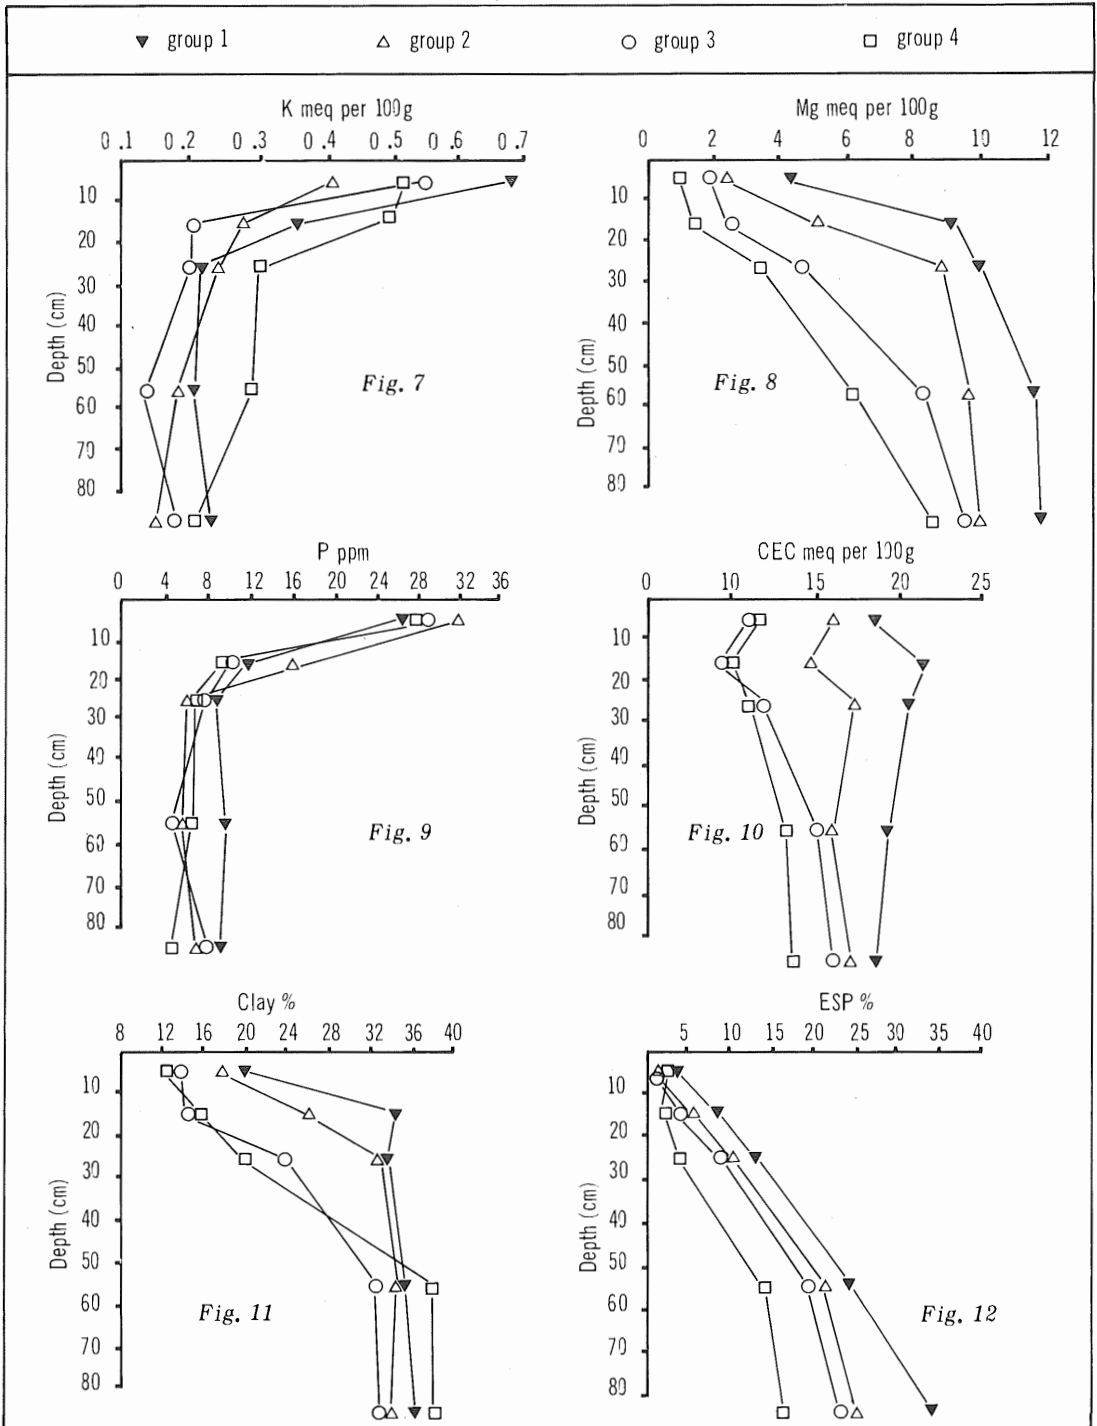 group 1 group 2 group 3 group 4
K meq per 100g
0.1 0.2 0.3 0.4 0.5 0.6 0.7
10
20
30
40
50
60
70
80
Depth (cm)
Fig. 7
Mg meq per 100g
0 2 4 6 8 10 12
10
20
30
40
50
60
70
80
Depth (cm)
Fig. 8
P ppm
0 4 8 12 16 20 24 28 32 36
10
20
30
40
50
60
70
80
Depth (cm)
Fig. 9
CEC meq per 100g
0 10 15 20 25
10
20
30
40
50
60
70
80
Depth (cm)
Fig. 10
Clay %
8 12 16 20 24 28 32 36 40
10
20
30
40
50
60
70
80
Depth (cm)
Fig. 11
ESP %
5 10 15 20 25 30 35 40
10
20
30
40
50
60
70
80
Depth (cm)
Fig. 12